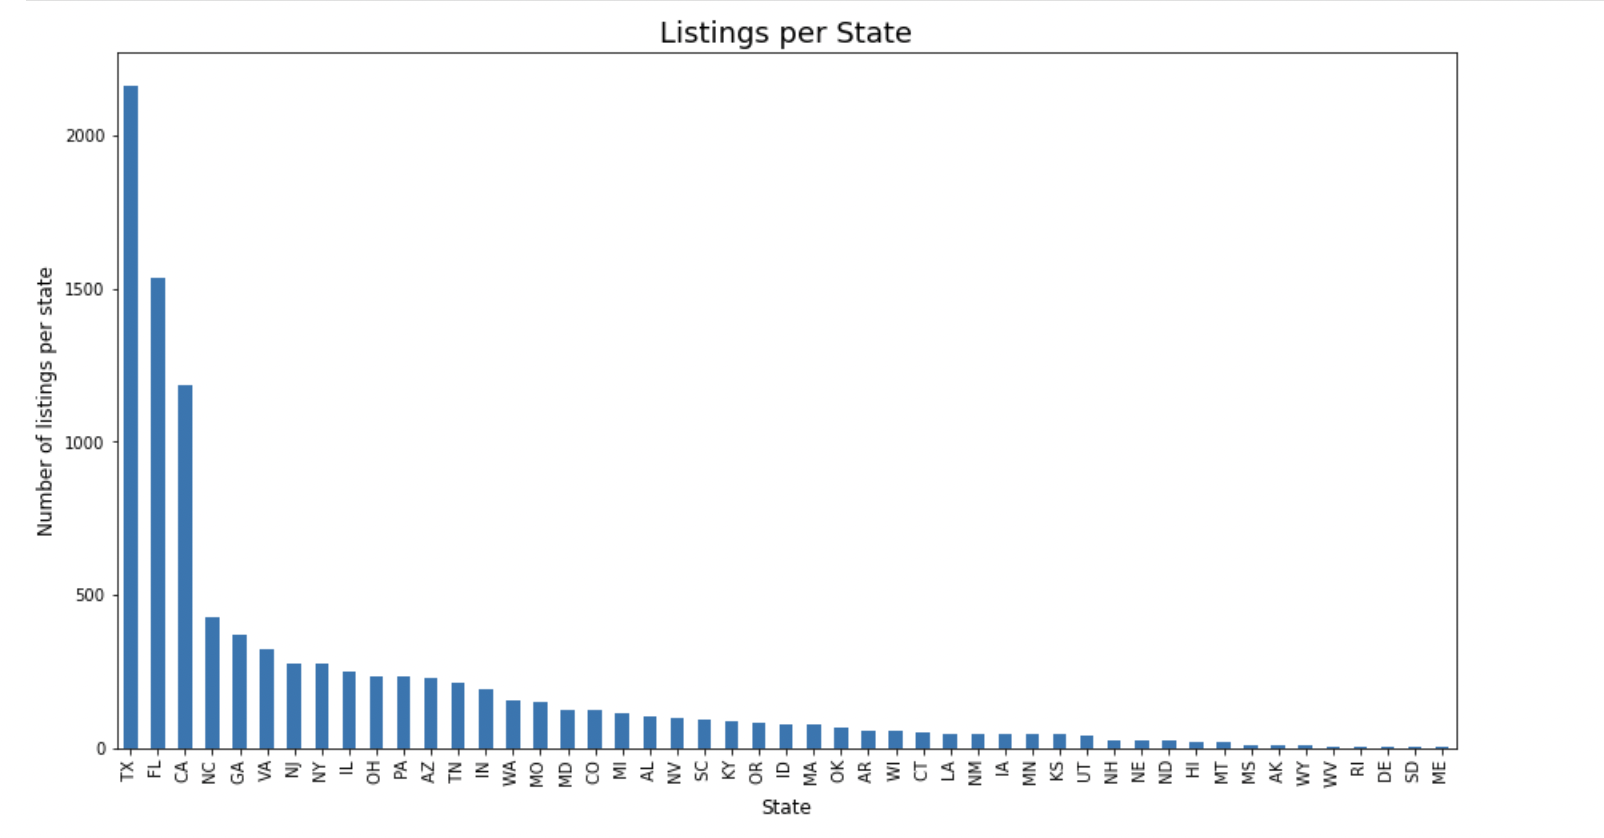 Listings per State
Number of listings per state
2000
1500
1000
500
0
TX FL CA NC GA VA NJ NY IL OH PA AZ TN IN WA MO MD CO MI AL NV SC KY OR ID MA OK AR WI CT LA NM IA MN KS UT NH NE ND HI MT MS AK WY WV RI DE SD ME
State